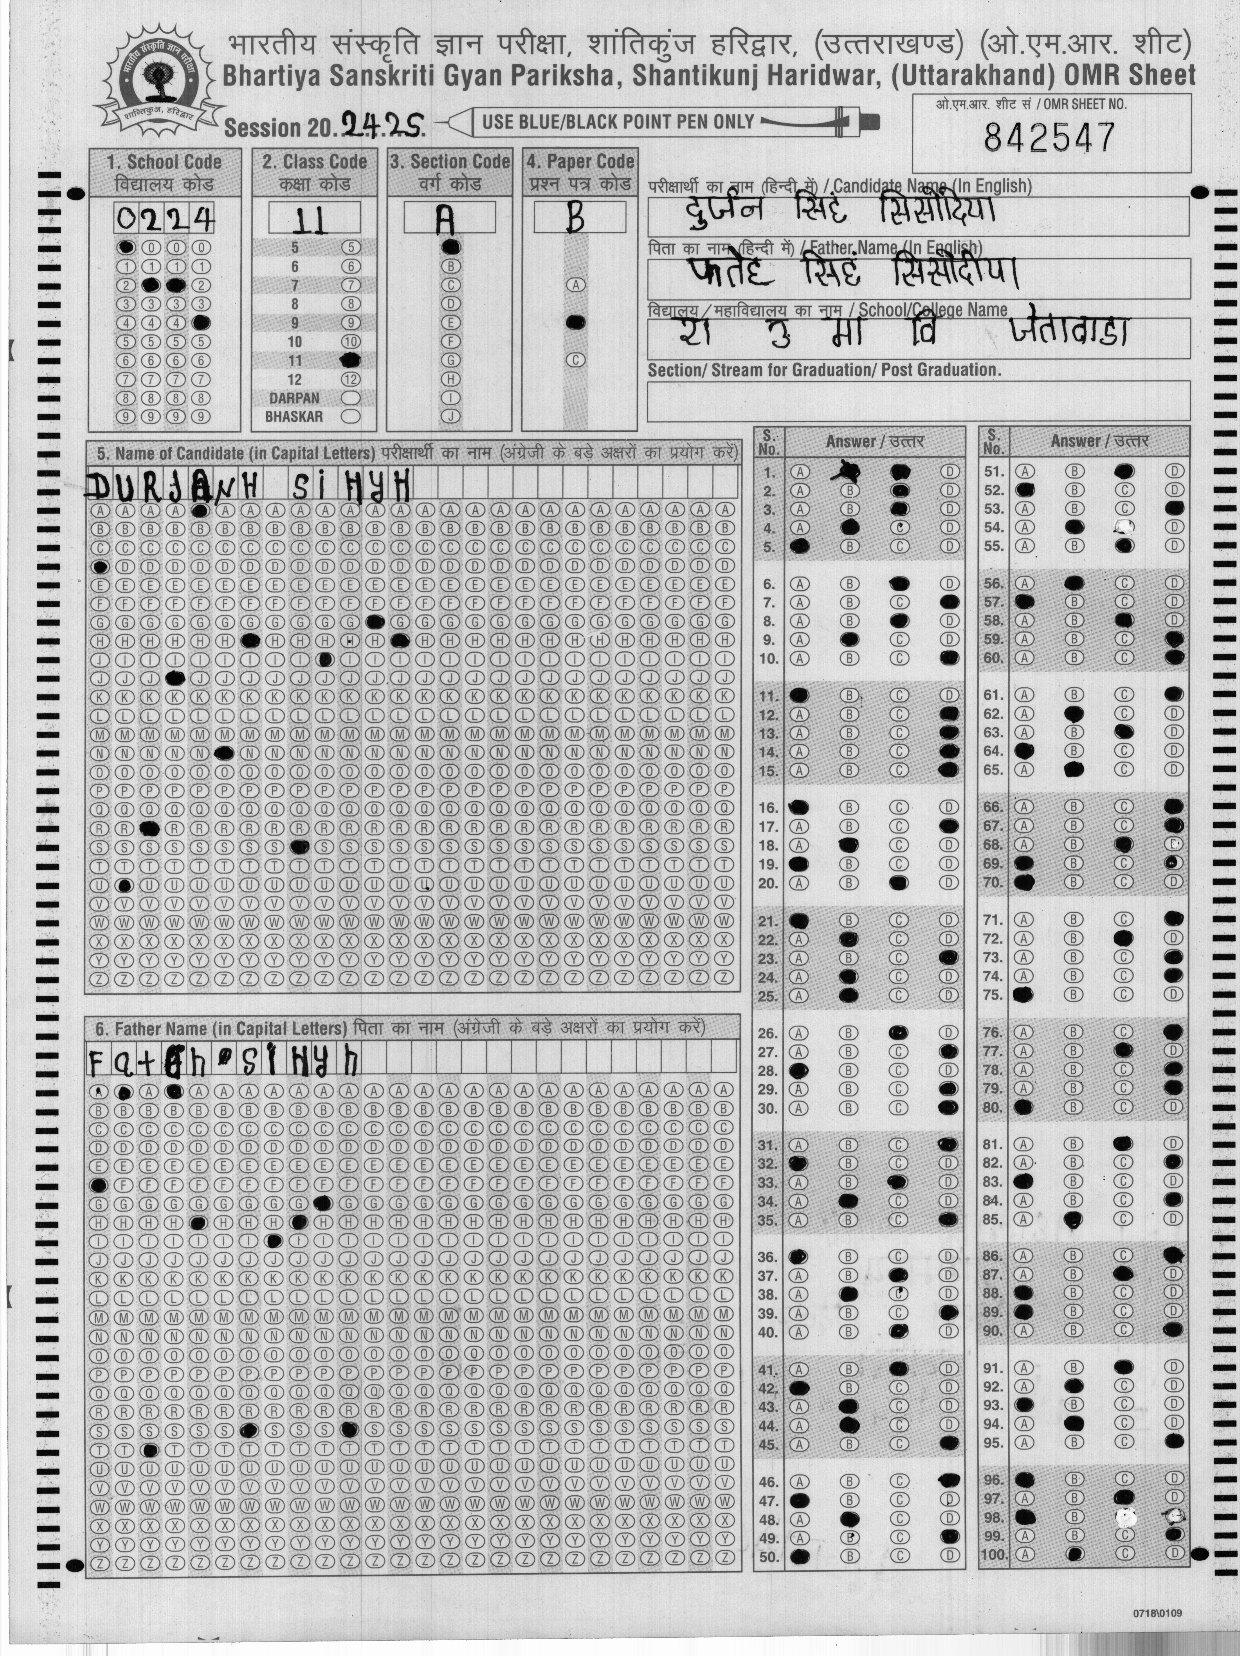 भारतीय संस्कृति ज्ञान परीक्षा, शांतिकुंज हरिद्वार, (उत्तराखण्ड) (ओ.एम.आर. शीट)
Bhartiya Sanskriti Gyan Pariksha, Shantikunj Haridwar, (Uttarakhand) OMR Sheet
Session 20.2425.
USE BLUE/BLACK POINT PEN ONLY
ओ.एम.आर. शीट सं / OMR SHEET NO.
842547
1. School Code
विद्यालय कोड
0224
2. Class Code
कक्षा कोड
11
5
6
7
8
9
10
11
12
DARPAN
BHASKAR
3. Section Code
वर्ग कोड
A
4. Paper Code
प्रश्न पत्र कोड
B
परीक्षार्थी का नाम (हिन्दी में) / Candidate Name (In English)
दुर्जन सिहं सिसोदिया
पिता का नाम (हिन्दी में) / Father Name (In English)
फतेह सिहं सिसोदीया
विद्यालय / महाविद्यालय का नाम / School/College Name
रा उ मा वि जेतावाडा
Section/ Stream for Graduation/ Post Graduation.
5. Name of Candidate (in Capital Letters) परीक्षार्थी का नाम (अंग्रेजी के बड़े अक्षरों का प्रयोग करें)
DURJANH SIHYH
6. Father Name (in Capital Letters) पिता का नाम (अंग्रेजी के बड़े अक्षरों का प्रयोग करें)
S. No. Answer / उत्तर
S. No. Answer / उत्तर
0718\0109